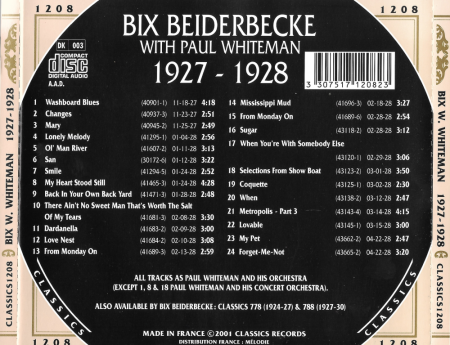 1208
1208
BIX BEIDERBECKE
WITH PAUL WHITEMAN
1927 - 1928
DK 003
COMPACT
disc
DIGITAL AUDIO
A.A.D.
3 307517 120823
1 Washboard Blues (40901-1) 11-18-27 4:18
2 Changes (40937-3) 11-23-27 2:51
3 Mary (40945-2) 11-25-27 2:49
4 Lonely Melody (41295-1) 01-04-28 2:56
5 Ol' Man River (41607-2) 01-11-28 3:13
6 San (30172-6) 01-12-28 3:22
7 Smile (41294-5) 01-24-28 2:52
8 My Heart Stood Still (41465-3) 01-24-28 4:28
9 Back In Your Own Back Yard (41471-3) 01-28-28 2:48
10 There Ain't No Sweet Man That's Worth The Salt
Of My Tears (41681-3) 02-08-28 3:30
11 Dardanella (41683-2) 02-09-28 3:00
12 Love Nest (41684-2) 02-10-28 3:08
13 From Monday On (41689-3) 02-13-28 3:59
14 Mississippi Mud (41696-3) 02-18-28 3:27
15 From Monday On (41689-6) 02-28-28 2:54
16 Sugar (43118-2) 02-28-28 3:12
17 When You're With Somebody Else
(43120-1) 02-29-28 3:06
18 Selections From Show Boat (43123-2) 03-01-28 3:50
19 Coquette (43125-1) 03-02-28 3:30
20 When (43138-2) 03-12-28 2:51
21 Metropolis - Part 3 (43143-4) 03-14-28 4:15
22 Lovable (43145-1) 03-15-28 3:03
23 My Pet (43662-2) 04-22-28 2:42
24 Forget-Me-Not (43665-2) 04-22-28 2:38
ALL TRACKS AS PAUL WHITEMAN AND HIS ORCHESTRA
(EXCEPT 1, 8 & 18 PAUL WHITEMAN AND HIS CONCERT ORCHESTRA).
ALSO AVAILABLE BY BIX BEIDERBECKE: CLASSICS 778 (1924-27) & 788 (1927-30)
MADE IN FRANCE ℗2001 CLASSICS RECORDS
DISTRIBUTION FRANCE : MÉLODIE
CLASSICS
CLASSICS
CLASSICS1208 BIX W. WHITEMAN 1927-1928
BIX W. WHITEMAN 1927-1928 CLASSICS1208